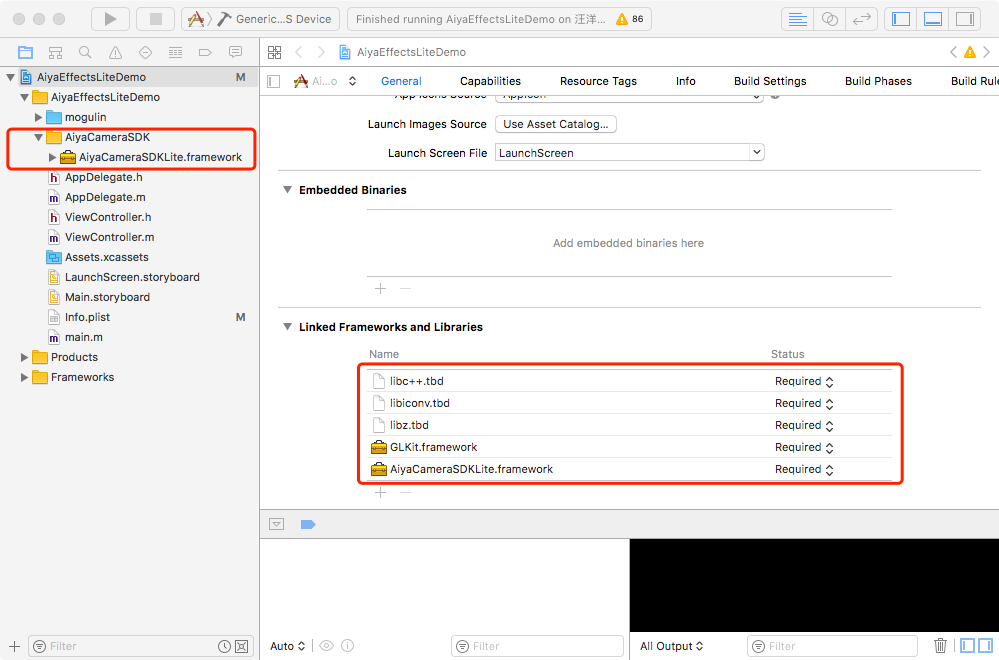 Generic...S Device
Finished running AiyaEffectsLiteDemo on 汪洋... 86
AiyaEffectsLiteDemo
AiyaEffectsLiteDemo M
AiyaEffectsLiteDemo
mogulin
AiyaCameraSDK
AiyaCameraSDKLite.framework
AppDelegate.h
AppDelegate.m
ViewController.h
ViewController.m
Assets.xcassets
LaunchScreen.storyboard
Main.storyboard
Info.plist M
main.m
Products
Frameworks
Filter
Ai...o General Capabilities Resource Tags Info Build Settings Build Phases Build Rule
App Icons Source AppIcon
Launch Images Source Use Asset Catalog...
Launch Screen File LaunchScreen
Embedded Binaries
Add embedded binaries here
Linked Frameworks and Libraries
Name Status
libc++.tbd Required
libiconv.tbd Required
libz.tbd Required
GLKit.framework Required
AiyaCameraSDKLite.framework Required
Auto Filter
All Output Filter